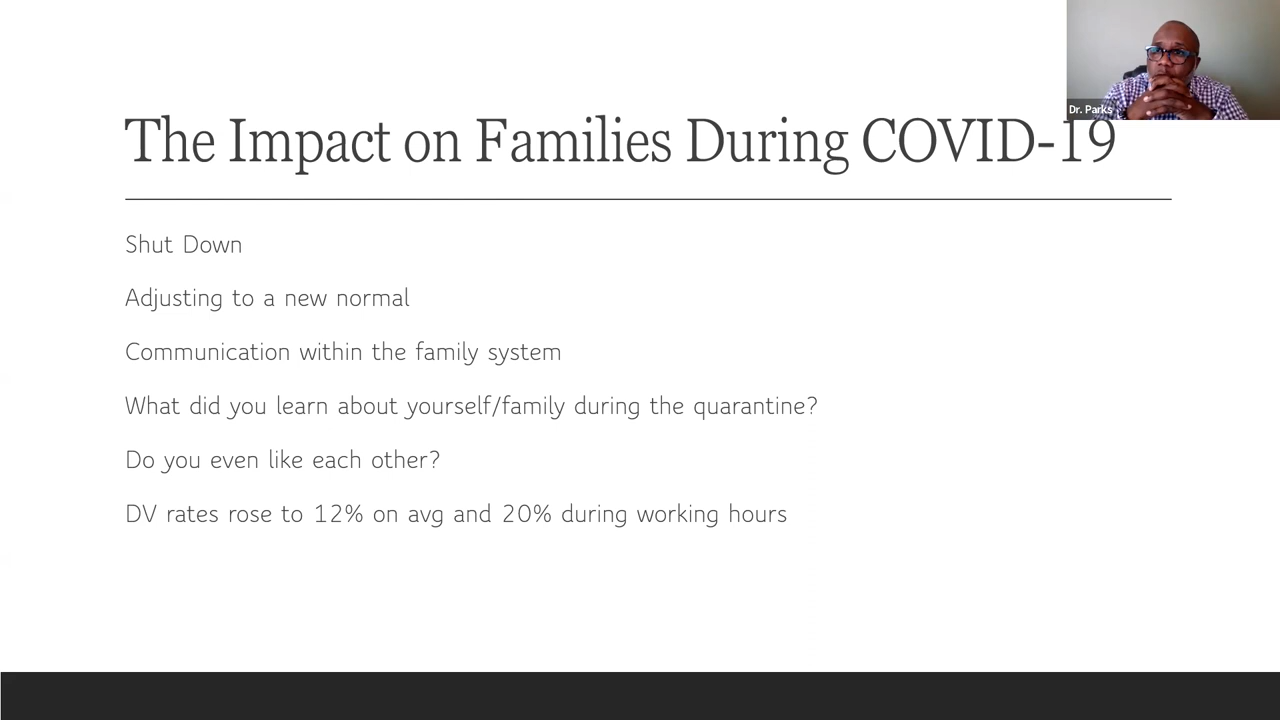 Dr. Parks
The Impact on Families During COVID-19
Shut Down
Adjusting to a new normal
Communication within the family system
What did you learn about yourself/family during the quarantine?
Do you even like each other?
DV rates rose to 12% on avg and 20% during working hours